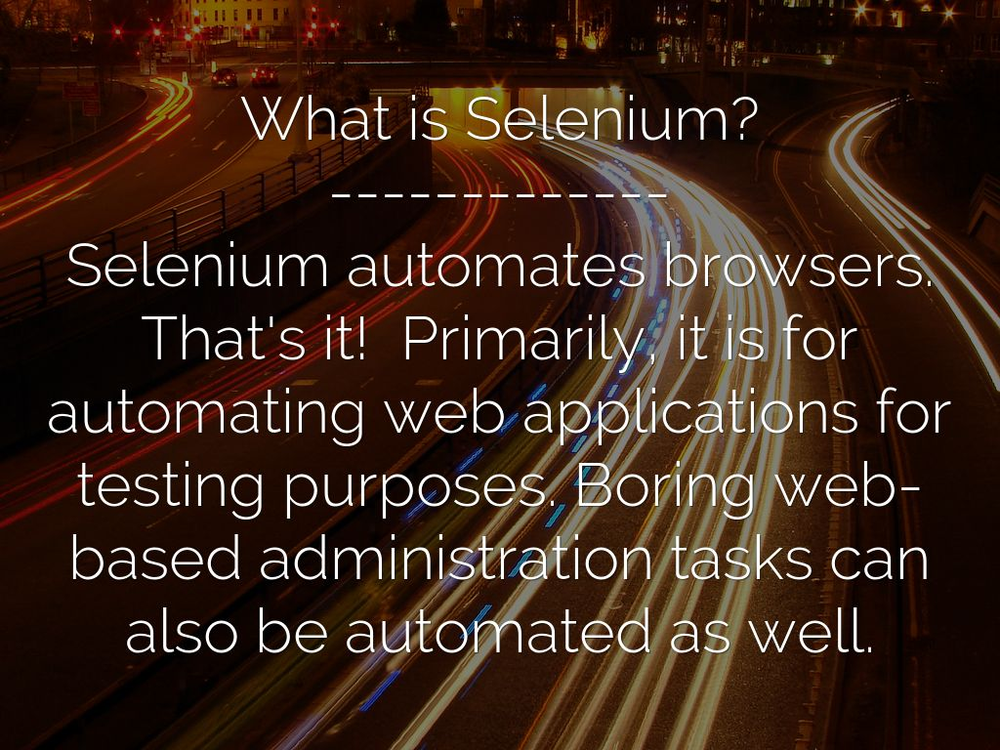 What is Selenium?
-------------
Selenium automates browsers.
That's it!  Primarily, it is for
automating web applications for
testing purposes. Boring web-
based administration tasks can
also be automated as well.